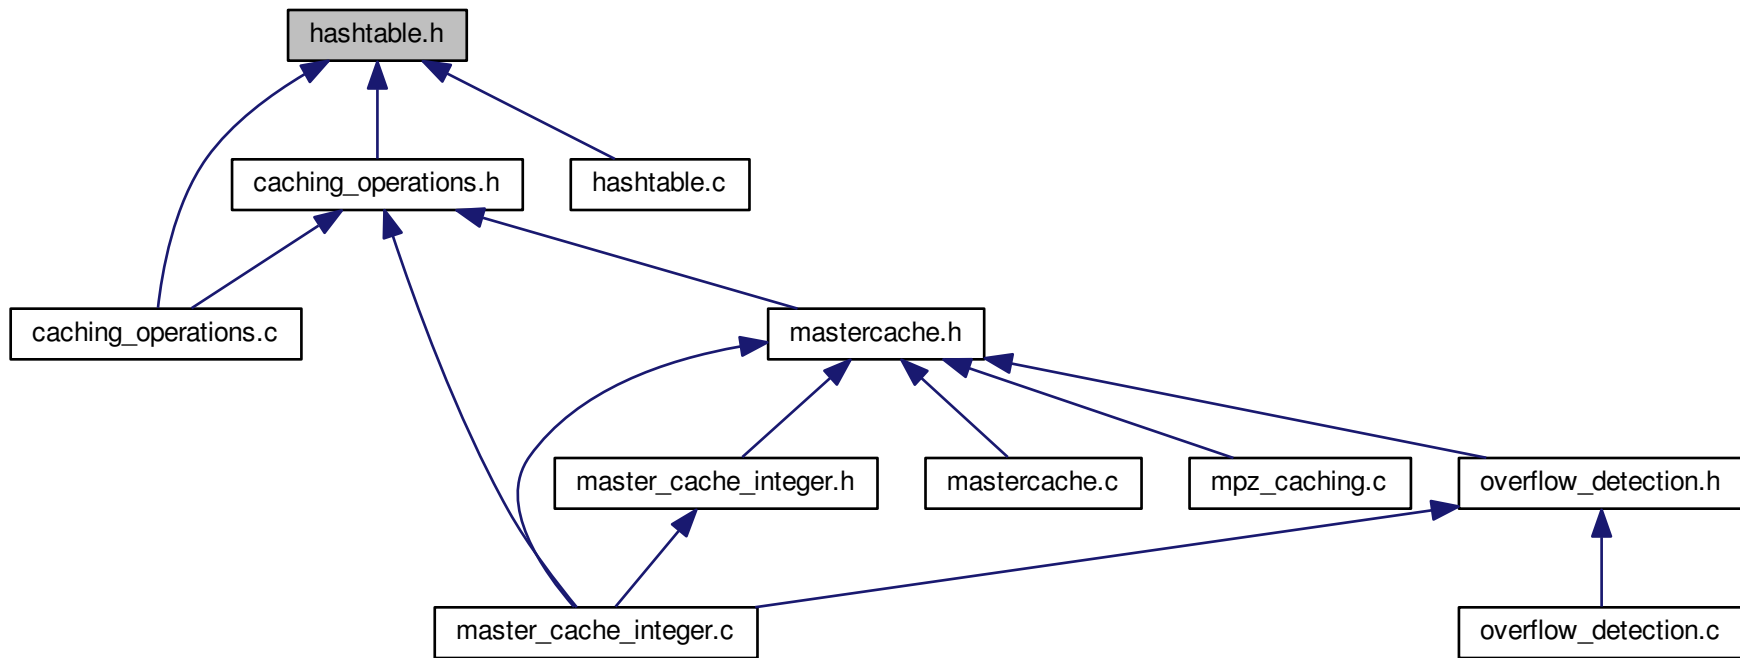 hashtable.h
caching_operations.h
hashtable.c
caching_operations.c
mastercache.h
master_cache_integer.h
mastercache.c
mpz_caching.c
overflow_detection.h
master_cache_integer.c
overflow_detection.c